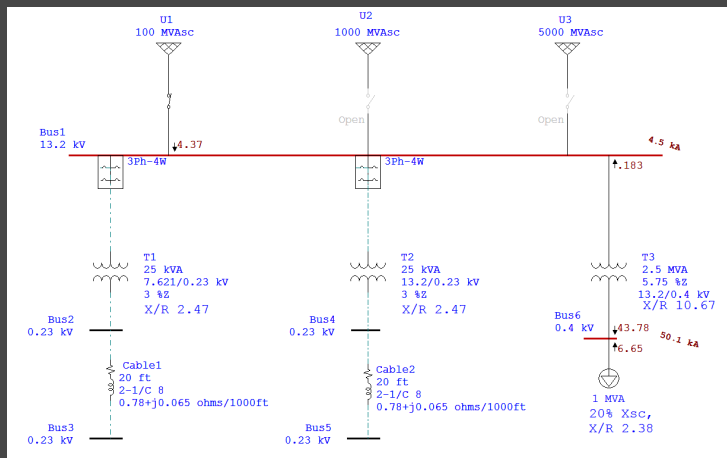 U1
100 MVAsc
U2
1000 MVAsc
U3
5000 MVAsc
Open
Open
Bus1
13.2 kV
4.37
4.5 kA
3Ph-4W
3Ph-4W
.183
T1
25 kVA
7.621/0.23 kV
3 %Z
X/R 2.47
T2
25 kVA
13.2/0.23 kV
3 %Z
X/R 2.47
T3
2.5 MVA
5.75 %Z
13.2/0.4 kV
X/R 10.67
Bus2
0.23 kV
Bus4
0.23 kV
Bus6
0.4 kV
43.78
50.1 kA
6.65
Cable1
20 ft
2-1/C 8
0.78+j0.065 ohms/1000ft
Cable2
20 ft
2-1/C 8
0.78+j0.065 ohms/1000ft
1 MVA
20% Xsc,
X/R 2.38
Bus3
0.23 kV
Bus5
0.23 kV